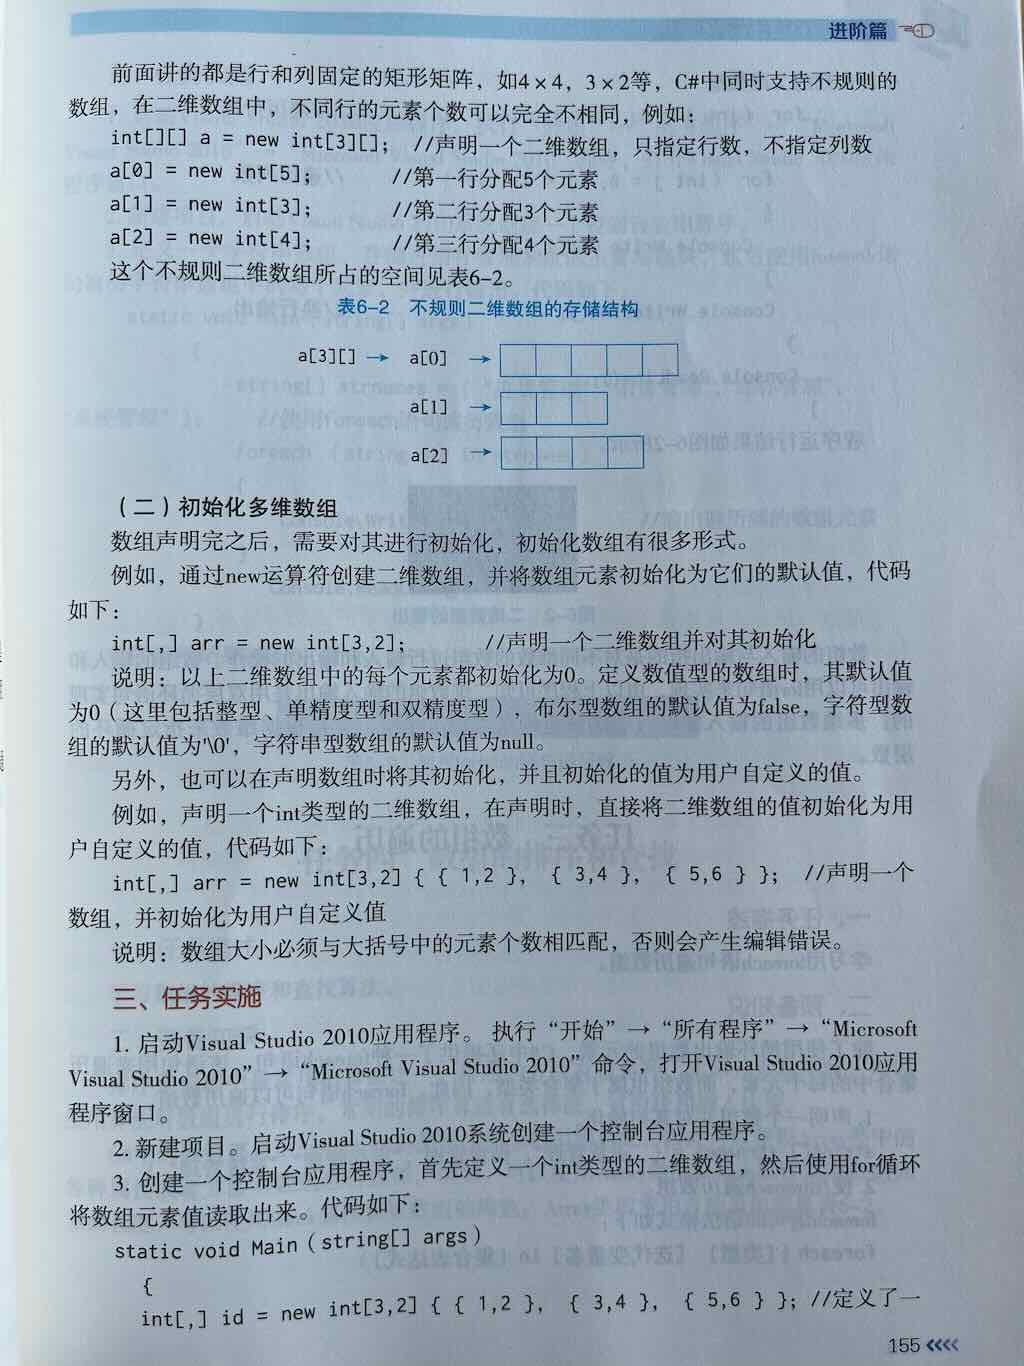 进阶篇
前面讲的都是行和列固定的矩形矩阵，如4×4，3×2等，C#中同时支持不规则的
数组，在二维数组中，不同行的元素个数可以完全不相同，例如：
int[][] a = new int[3][]; //声明一个二维数组，只指定行数，不指定列数
a[0] = new int[5]; //第一行分配5个元素
a[1] = new int[3]; //第二行分配3个元素
a[2] = new int[4]; //第三行分配4个元素
这个不规则二维数组所占的空间见表6-2。
表6-2 不规则二维数组的存储结构
a[3][] → a[0] →
a[1] →
a[2] →
（二）初始化多维数组
数组声明完之后，需要对其进行初始化，初始化数组有很多形式。
例如，通过new运算符创建二维数组，并将数组元素初始化为它们的默认值，代码
如下：
int[,] arr = new int[3,2]; //声明一个二维数组并对其初始化
说明：以上二维数组中的每个元素都初始化为0。定义数值型的数组时，其默认值
为0（这里包括整型、单精度型和双精度型），布尔型数组的默认值为false，字符型数
组的默认值为'\0'，字符串型数组的默认值为null。
另外，也可以在声明数组时将其初始化，并且初始化的值为用户自定义的值。
例如，声明一个int类型的二维数组，在声明时，直接将二维数组的值初始化为用
户自定义的值，代码如下：
int[,] arr = new int[3,2] { { 1,2 }, { 3,4 }, { 5,6 } }; //声明一个
数组，并初始化为用户自定义值
说明：数组大小必须与大括号中的元素个数相匹配，否则会产生编辑错误。
三、任务实施
1. 启动Visual Studio 2010应用程序。 执行“开始”→“所有程序”→“Microsoft
Visual Studio 2010”→“Microsoft Visual Studio 2010”命令，打开Visual Studio 2010应用
程序窗口。
2. 新建项目。启动Visual Studio 2010系统创建一个控制台应用程序。
3. 创建一个控制台应用程序，首先定义一个int类型的二维数组，然后使用for循环
将数组元素值读取出来。代码如下：
static void Main（string[] args）
{
int[,] id = new int[3,2] { { 1,2 }, { 3,4 }, { 5,6 } }; //定义了一
155